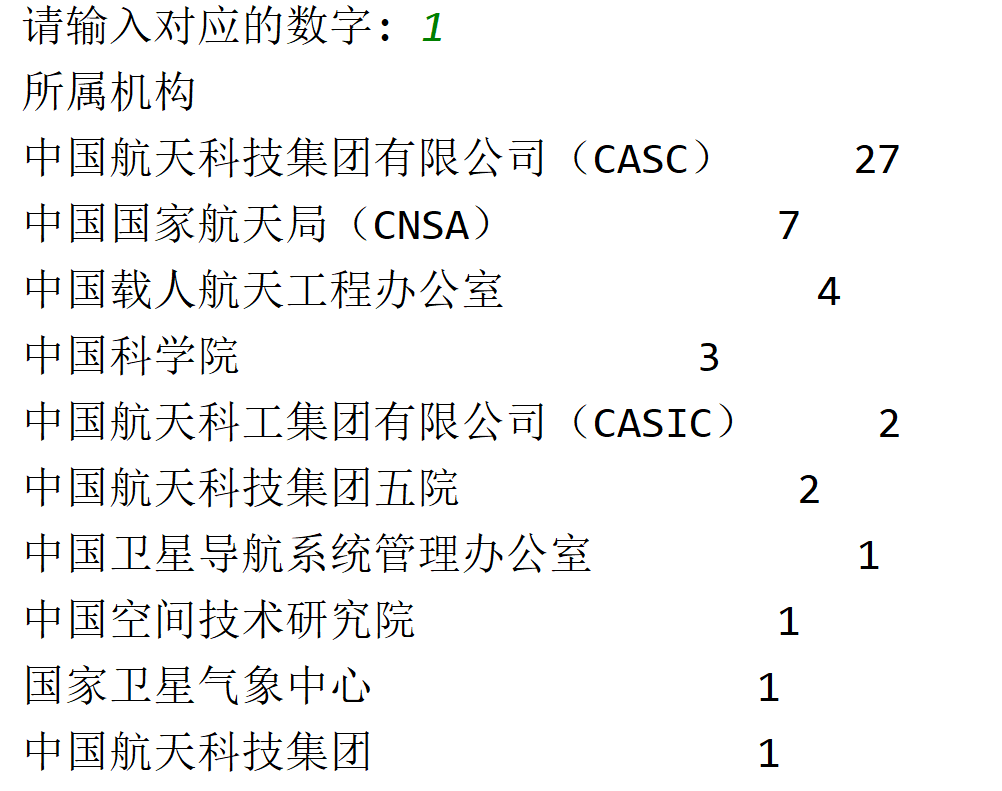 请输入对应的数字: 1
所属机构
中国航天科技集团有限公司（CASC） 27
中国国家航天局（CNSA） 7
中国载人航天工程办公室 4
中国科学院 3
中国航天科工集团有限公司（CASIC） 2
中国航天科技集团五院 2
中国卫星导航系统管理办公室 1
中国空间技术研究院 1
国家卫星气象中心 1
中国航天科技集团 1